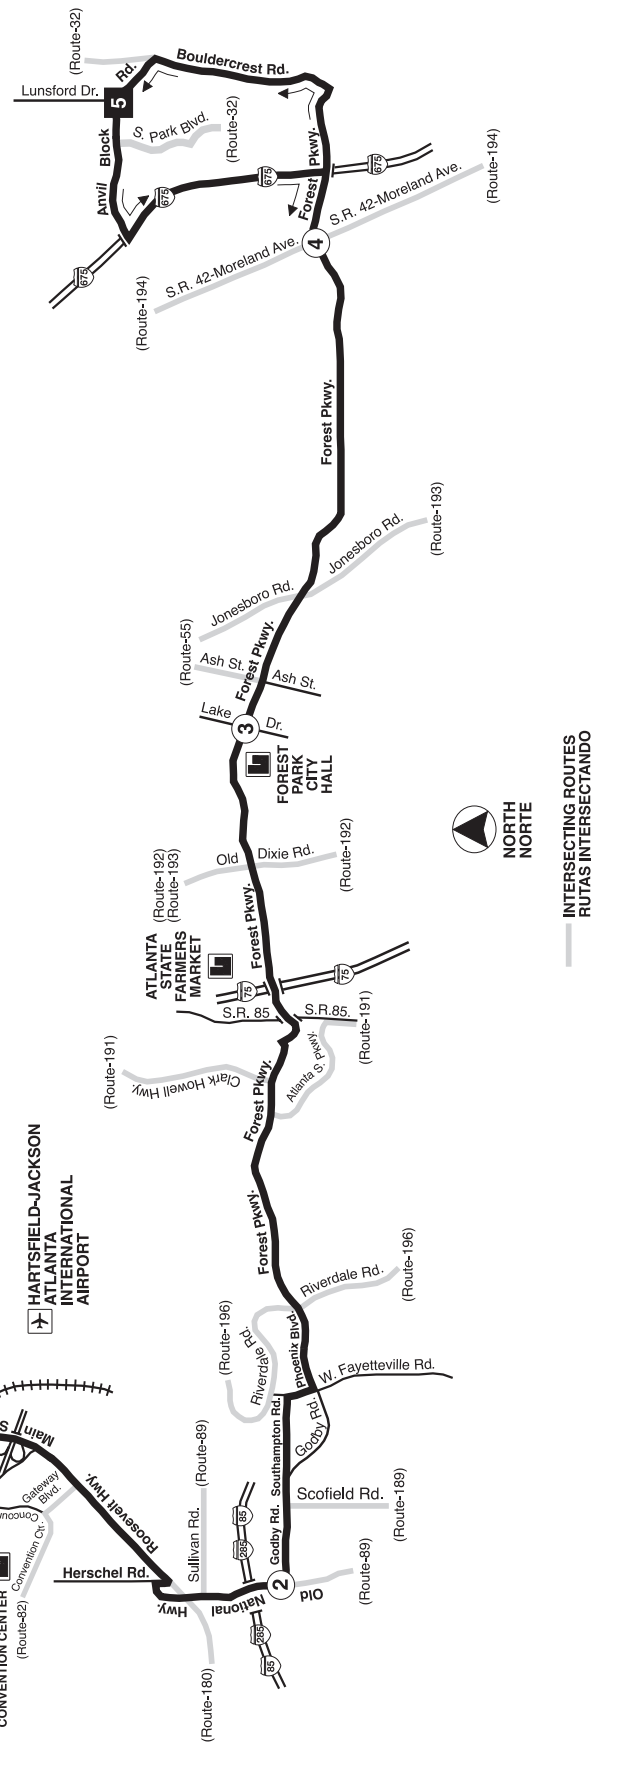 (Route-32)
Bouldercrest Rd.
Rd.
Lunsford Dr.
5
Block
S. Park Blvd.
(Route-32)
Anvil
675
675
675
675
Pkwy.
Forest
(Route-194)
S.R. 42-Moreland Ave.
4
S.R. 42-Moreland Ave.
(Route-194)
Forest Pkwy.
(Route-193)
Jonesboro Rd.
Jonesboro Rd.
(Route-55)
Ash St.
Ash St.
Forest Pkwy.
Lake
3
Dr.
FOREST
PARK
CITY
HALL
(Route-192)
(Route-193)
Old
Dixie Rd.
(Route-192)
NORTH
NORTE
INTERSECTING ROUTES
RUTAS INTERSECTANDO
Forest Pkwy.
ATLANTA
STATE
FARMERS
MARKET
75
75
S.R. 85
S.R.85.
(Route-191)
(Route-191)
Clark Howell Hwy.
Atlanta S. Pkwy.
Forest Pkwy.
HARTSFIELD-JACKSON
ATLANTA
INTERNATIONAL
AIRPORT
Forest Pkwy.
(Route-196)
Riverdale Rd.
Riverdale Rd.
(Route-196)
Phoenix Blvd.
W. Fayetteville Rd.
Southampton Rd.
Godby Rd.
Godby Rd.
Main S
Gateway
Blvd.
Concou
Convention Ctr.
CONVENTION CENTER
(Route-82)
Roosevelt Hwy.
Herschel Rd.
Sullivan Rd.
(Route-89)
85
285
Scofield Rd.
(Route-189)
2
Old
National
Hwy.
(Route-89)
285
85
(Route-180)